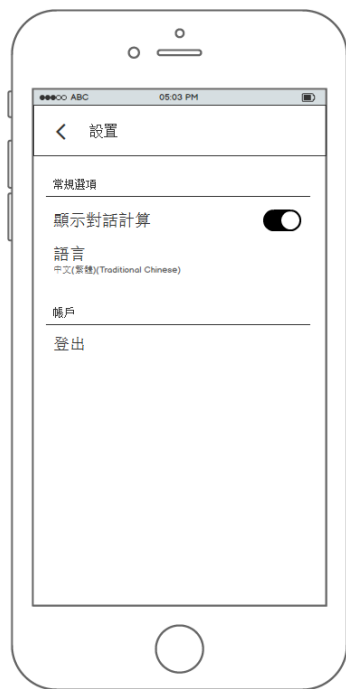 ABC 05:03 PM
設置
常規選項
顯示對話計算
語言
中文(繁體)(Traditional Chinese)
帳戶
登出